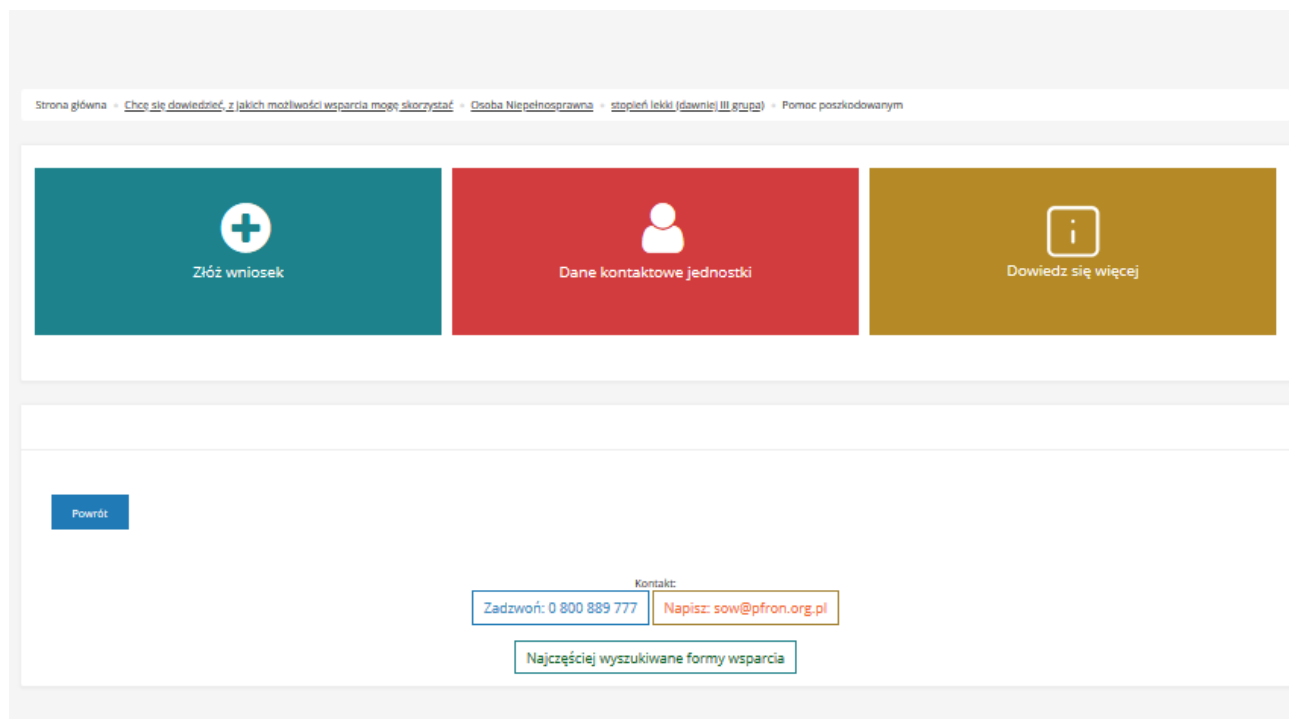 Strona główna » Chcę się dowiedzieć, z jakich możliwości wsparcia mogę skorzystać » Osoba Niepełnosprawna » stopień lekki (dawniej III grupa) » Pomoc poszkodowanym
Złóż wniosek
Dane kontaktowe jednostki
Dowiedz się więcej
Powrót
Kontakt:
Zadzwoń: 0 800 889 777 Napisz: sow@pfron.org.pl
Najczęściej wyszukiwane formy wsparcia